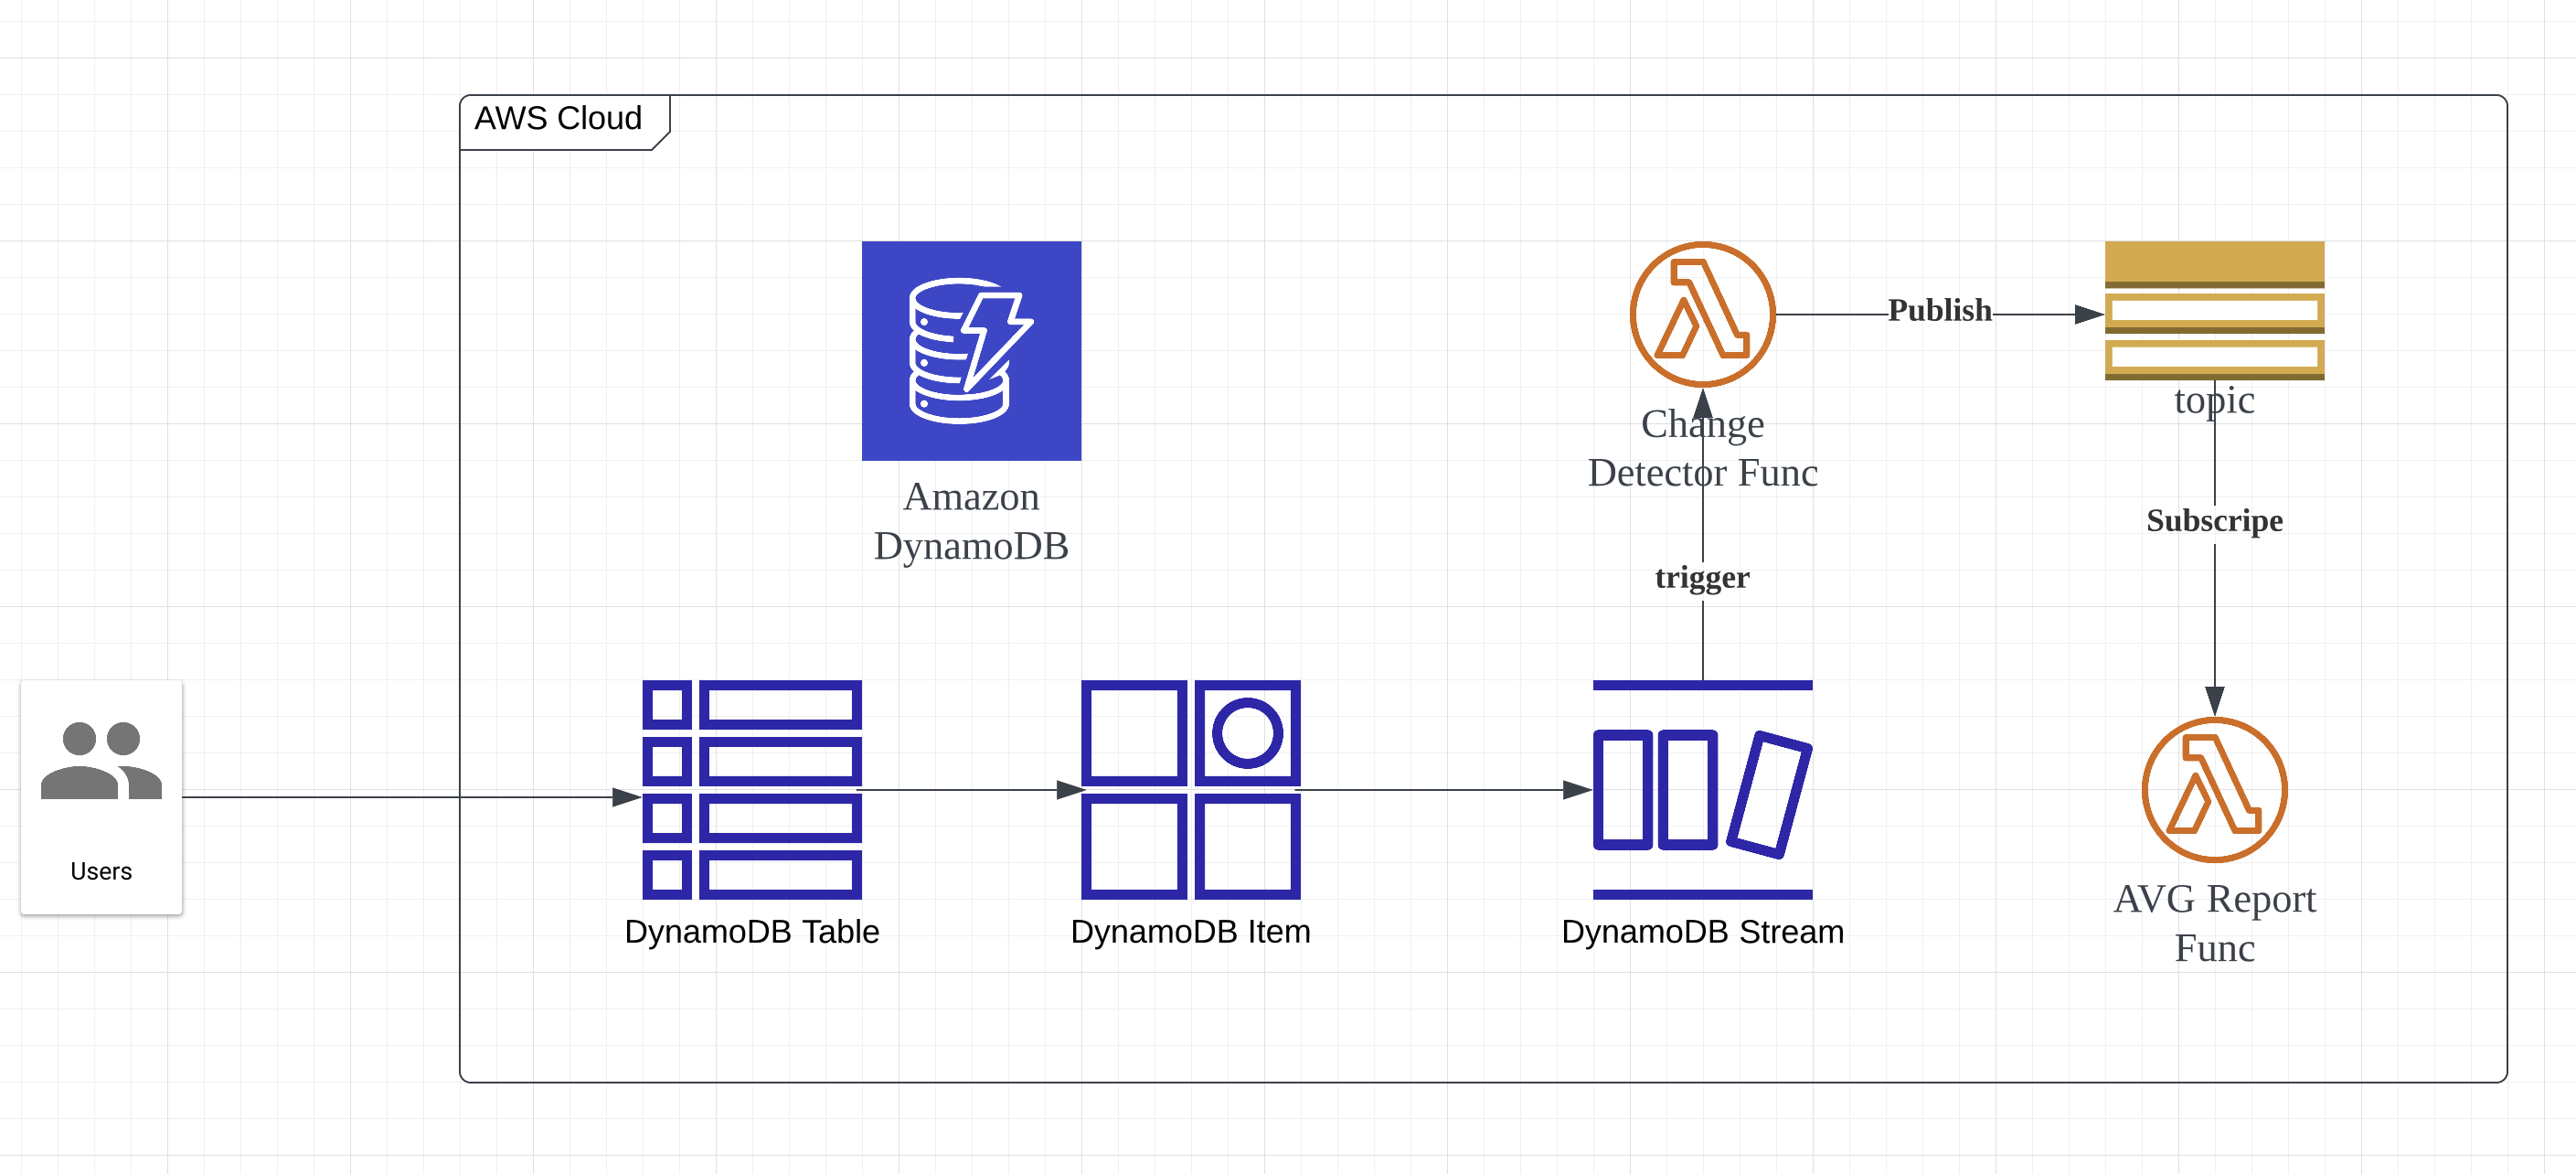 AWS Cloud
Amazon
DynamoDB
Change
Detector Func
Publish
topic
Subscripe
trigger
Users
DynamoDB Table
DynamoDB Item
DynamoDB Stream
AVG Report
Func